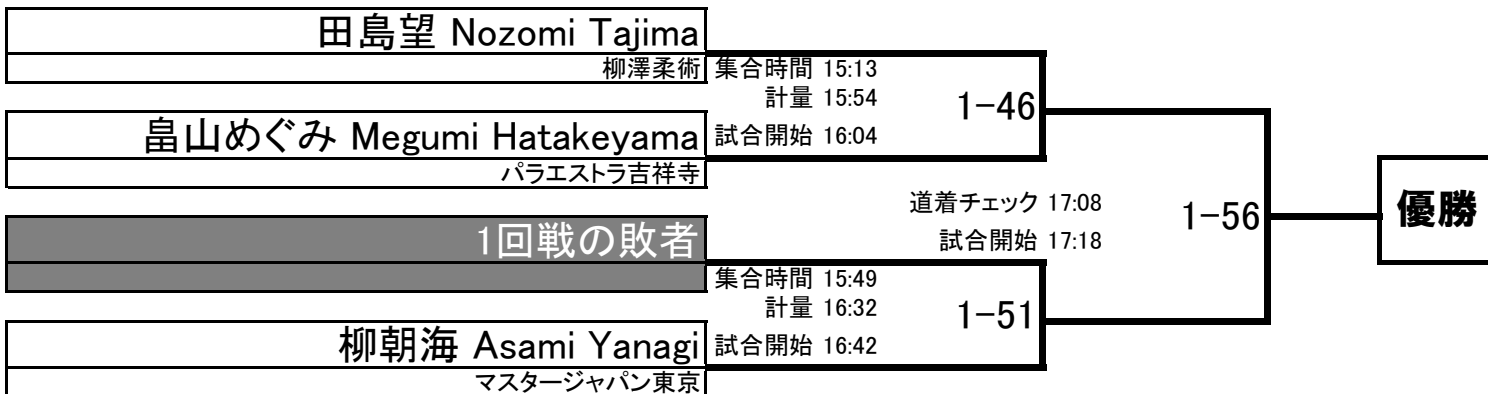 田島望 Nozomi Tajima
柳澤柔術
集合時間 15:13
計量 15:54
1-46
畠山めぐみ Megumi Hatakeyama
試合開始 16:04
パラエストラ吉祥寺
道着チェック 17:08
1-56
優勝
1回戦の敗者
試合開始 17:18
集合時間 15:49
計量 16:32
1-51
柳朝海 Asami Yanagi
試合開始 16:42
マスタージャパン東京